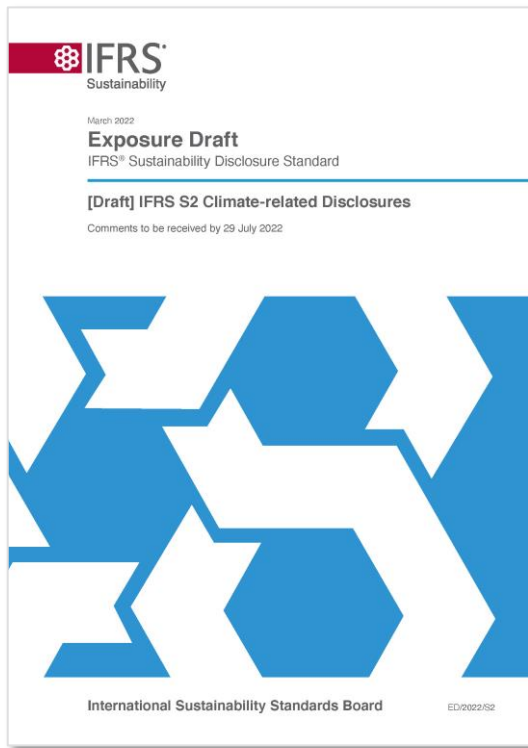 IFRS®
Sustainability
March 2022
Exposure Draft
IFRS® Sustainability Disclosure Standard
[Draft] IFRS S2 Climate-related Disclosures
Comments to be received by 29 July 2022
International Sustainability Standards Board
ED/2022/S2